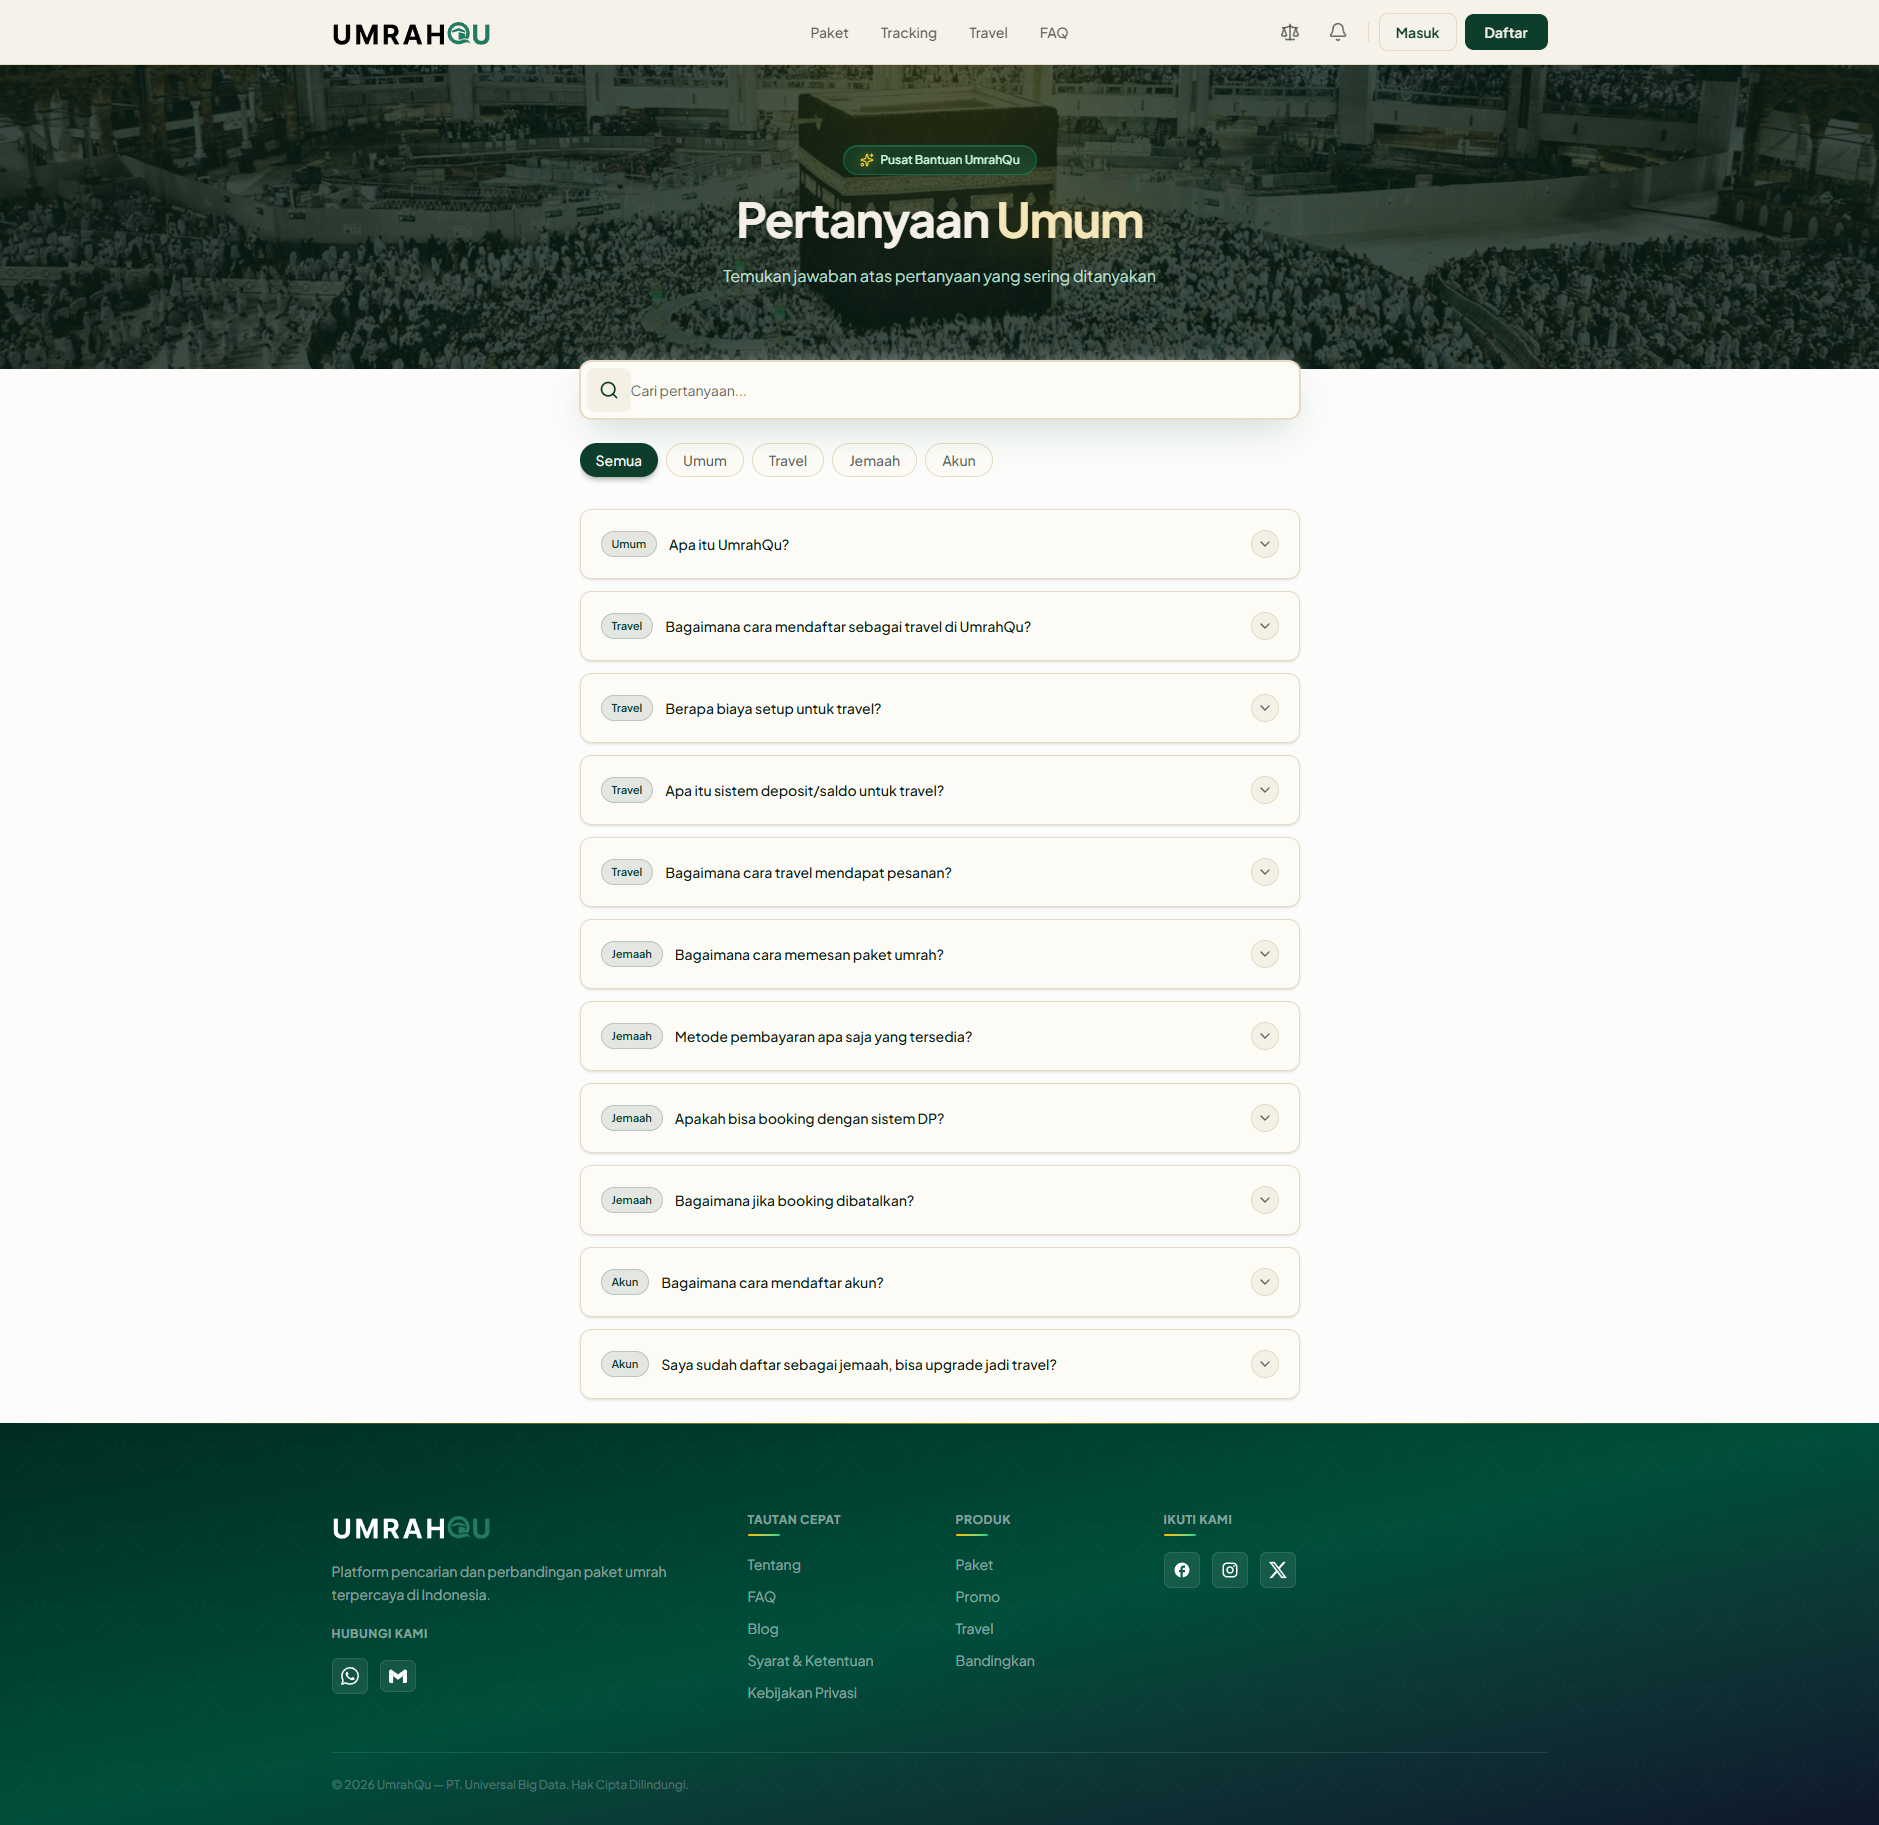 UMRAHQU
Paket
Tracking
Travel
FAQ
Masuk
Daftar
Pusat Bantuan UmrahQu
Pertanyaan Umum
Temukan jawaban atas pertanyaan yang sering ditanyakan
Cari pertanyaan...
Semua
Umum
Travel
Jemaah
Akun
Umum Apa itu UmrahQu?
Travel Bagaimana cara mendaftar sebagai travel di UmrahQu?
Travel Berapa biaya setup untuk travel?
Travel Apa itu sistem deposit/saldo untuk travel?
Travel Bagaimana cara travel mendapat pesanan?
Jemaah Bagaimana cara memesan paket umrah?
Jemaah Metode pembayaran apa saja yang tersedia?
Jemaah Apakah bisa booking dengan sistem DP?
Jemaah Bagaimana jika booking dibatalkan?
Akun Bagaimana cara mendaftar akun?
Akun Saya sudah daftar sebagai jemaah, bisa upgrade jadi travel?
UMRAHQU
Platform pencarian dan perbandingan paket umrah
terpercaya di Indonesia.
HUBUNGI KAMI
TAUTAN CEPAT
Tentang
FAQ
Blog
Syarat & Ketentuan
Kebijakan Privasi
PRODUK
Paket
Promo
Travel
Bandingkan
IKUTI KAMI
© 2026 UmrahQu — PT. Universal Big Data. Hak Cipta Dilindungi.